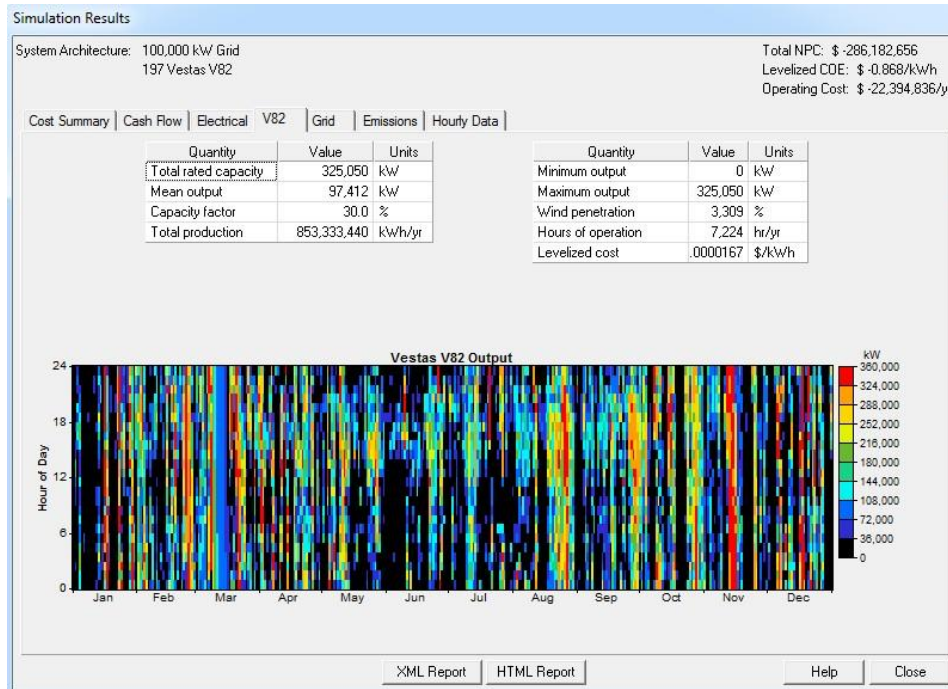 Simulation Results
System Architecture: 100,000 kW Grid
197 Vestas V82
Total NPC: $ -286,182,656
Levelized COE: $ -0.868/kWh
Operating Cost: $ -22,394,836/y
Cost Summary Cash Flow Electrical V82 Grid Emissions Hourly Data
Quantity Value Units
Total rated capacity 325,050 kW
Mean output 97,412 kW
Capacity factor 30.0 %
Total production 853,333,440 kWh/yr
Quantity Value Units
Minimum output 0 kW
Maximum output 325,050 kW
Wind penetration 3,309 %
Hours of operation 7,224 hr/yr
Levelized cost .0000167 $/kWh
Vestas V82 Output
Hour of Day
24
18
12
6
0
Jan Feb Mar Apr May Jun Jul Aug Sep Oct Nov Dec
kW
360,000
324,000
288,000
252,000
216,000
180,000
144,000
108,000
72,000
36,000
0
XML Report HTML Report Help Close